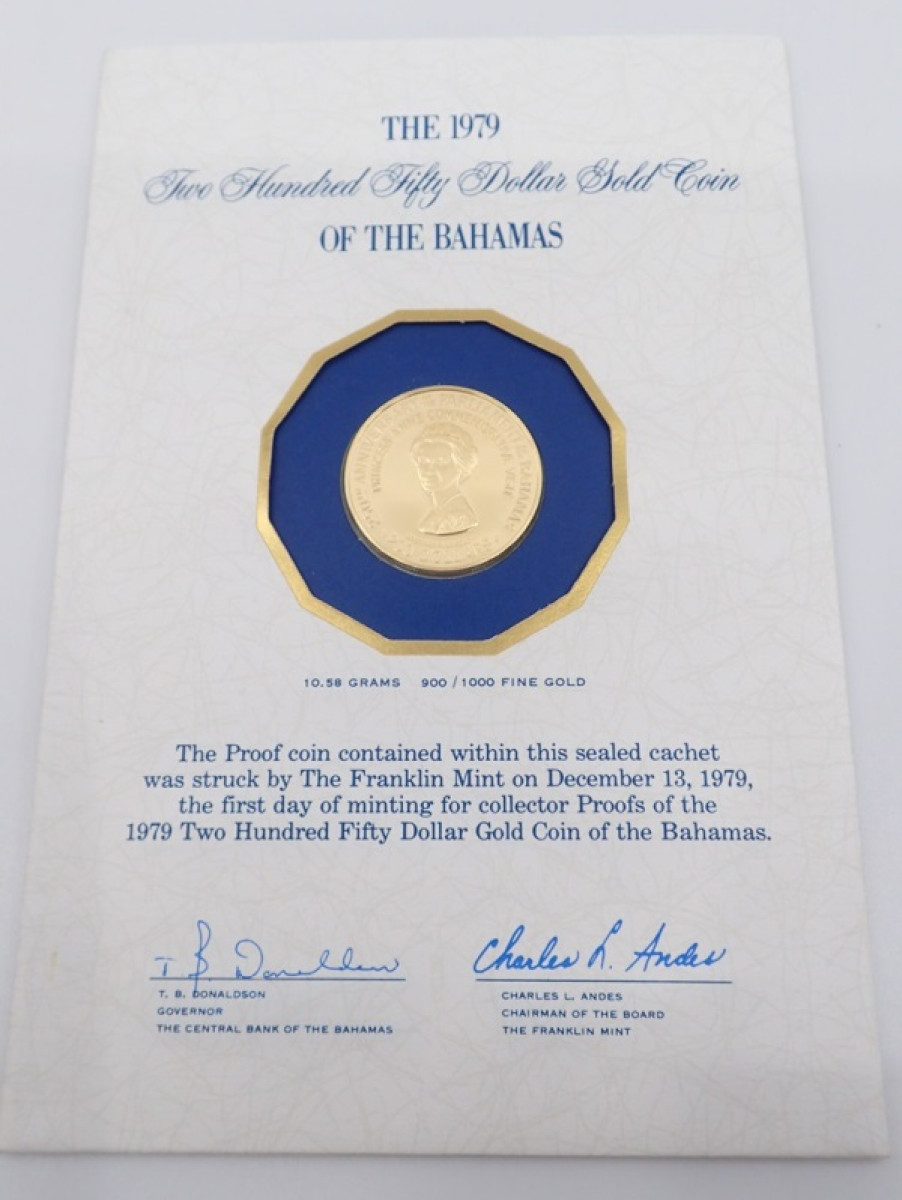 THE 1979
Two Hundred Fifty Dollar Gold Coin
OF THE BAHAMAS
10.58 GRAMS 900/1000 FINE GOLD
The Proof coin contained within this sealed cachet
was struck by The Franklin Mint on December 13, 1979,
the first day of minting for collector Proofs of the
1979 Two Hundred Fifty Dollar Gold Coin of the Bahamas.
T. B. Donaldson
Charles L. Andes
T. B. DONALDSON
GOVERNOR
THE CENTRAL BANK OF THE BAHAMAS
CHARLES L. ANDES
CHAIRMAN OF THE BOARD
THE FRANKLIN MINT